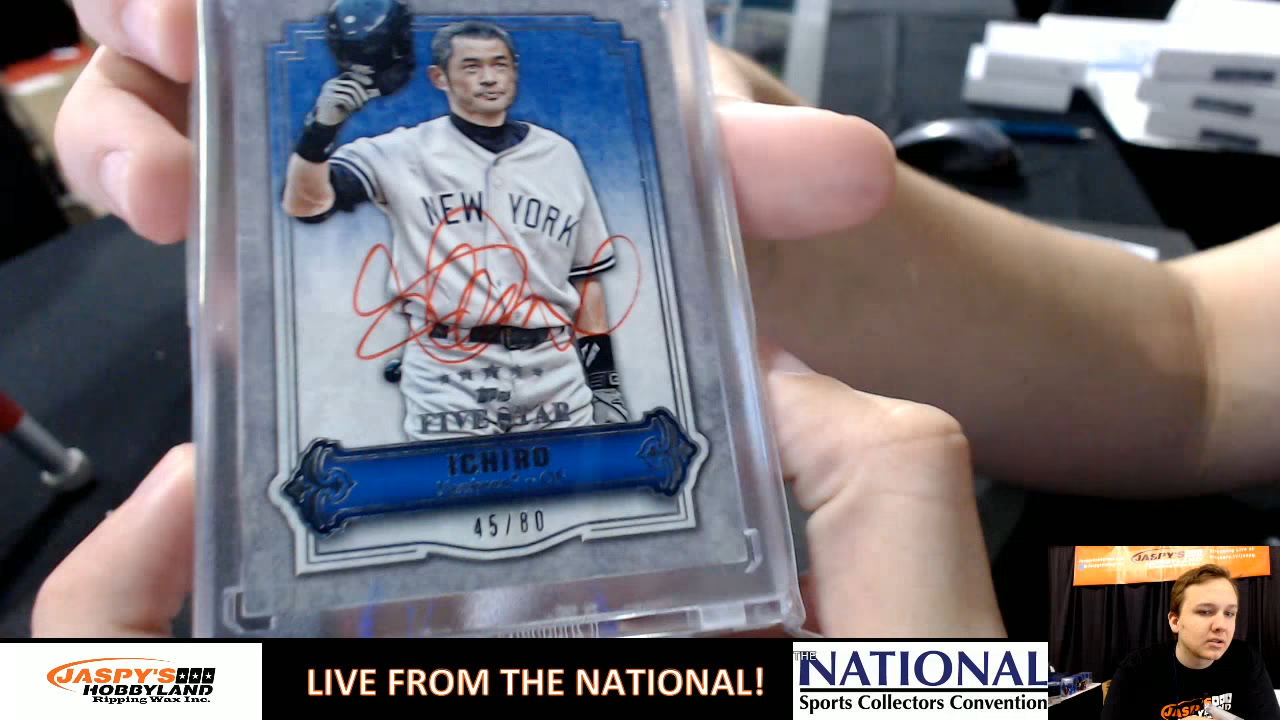 NEW YORK
FIVE STAR
ICHIRO
45/80
JASPY'S
HOBBYLAND
Ripping Wax Inc.
LIVE FROM THE NATIONAL!
THE
NATIONAL
Sports Collectors Convention
JASPY'S
JASPY'S